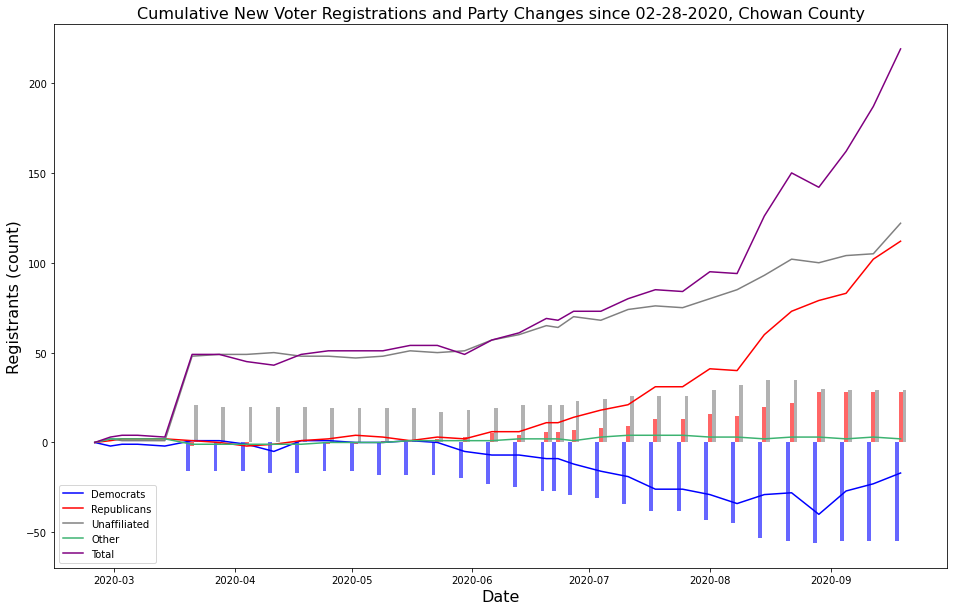 Cumulative New Voter Registrations and Party Changes since 02-28-2020, Chowan County
Registrants (count)
200
150
100
50
0
−50
Democrats
Republicans
Unaffiliated
Other
Total
2020-03 2020-04 2020-05 2020-06 2020-07 2020-08 2020-09
Date